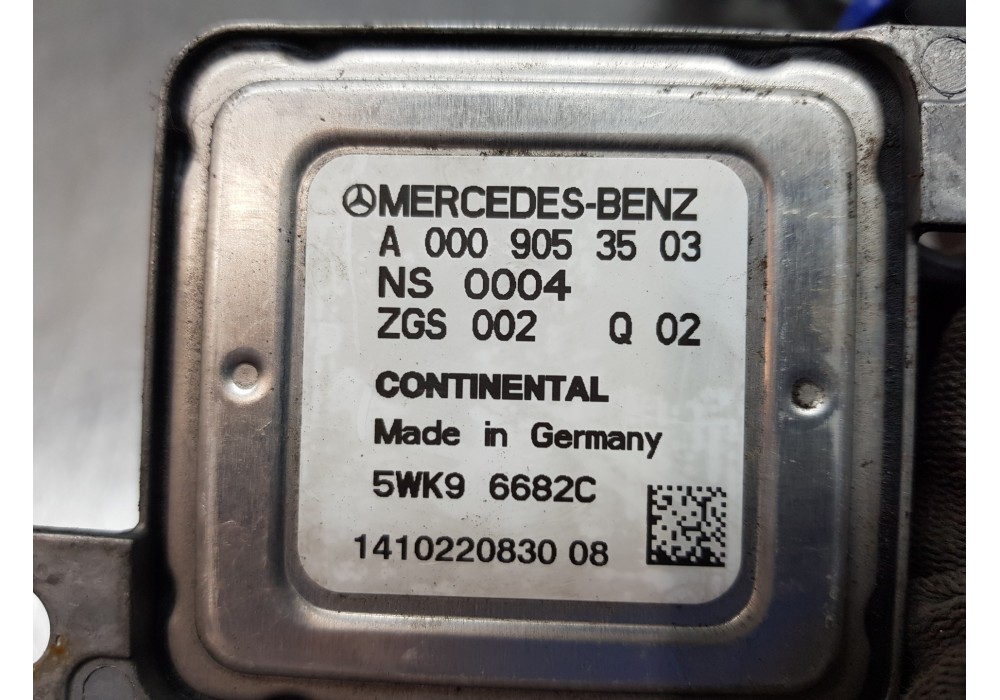 MERCEDES-BENZ
A 000 905 35 03
NS 0004
ZGS 002 Q 02
CONTINENTAL
Made in Germany
5WK9 6682C
1410220830 08